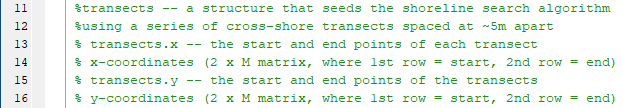 11 %transects -- a structure that seeds the shoreline search algorithm
12 %using a series of cross-shore transects spaced at ~5m apart
13 % transects.x -- the start and end points of each transect
14 % x-coordinates (2 x M matrix, where 1st row = start, 2nd row = end)
15 % transects.y -- the start and end points of the transects
16 % y-coordinates (2 x M matrix, where 1st row = start, 2nd row = end)